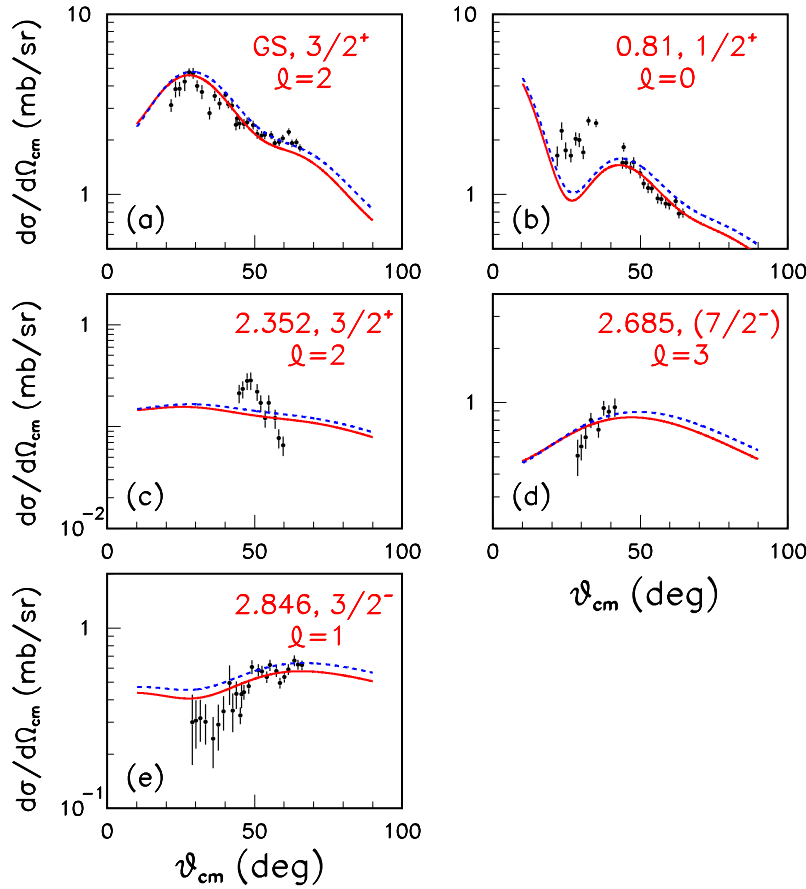 dσ/dΩcm (mb/sr)
10
1
GS, 3/2⁺
ℓ=2
(a)
0
50
100
10
1
0.81, 1/2⁺
ℓ=0
(b)
0
50
100
dσ/dΩcm (mb/sr)
1
10⁻²
2.352, 3/2⁺
ℓ=2
(c)
0
50
100
1
2.685, (7/2⁻)
ℓ=3
(d)
0
50
100
ϑcm (deg)
dσ/dΩcm (mb/sr)
1
10⁻¹
2.846, 3/2⁻
ℓ=1
(e)
0
50
100
ϑcm (deg)